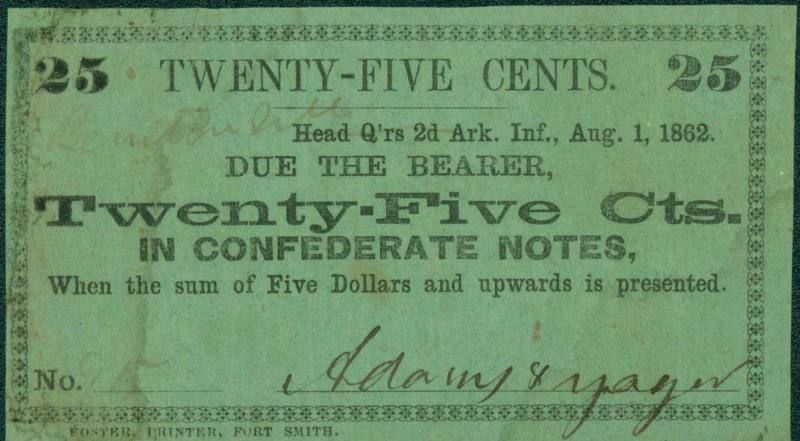 25 TWENTY-FIVE CENTS. 25
Head Q'rs 2d Ark. Inf., Aug. 1, 1862.
DUE THE BEARER,
Twenty-Five Cts.
IN CONFEDERATE NOTES,
When the sum of Five Dollars and upwards is presented.
No. Adams & Yager
FOSTER, PRINTER, FORT SMITH.